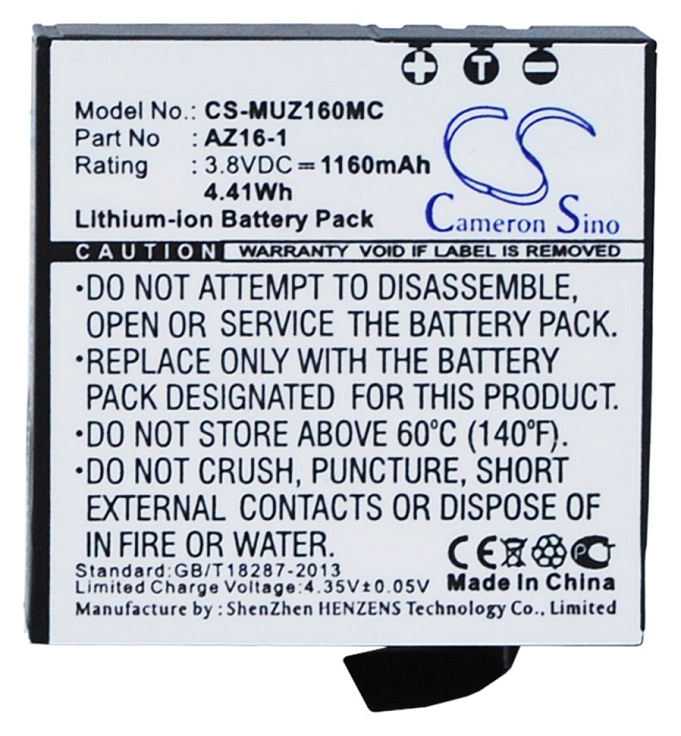 + T −
Model No.: CS-MUZ160MC
Part No : AZ16-1
Rating : 3.8VDC ⎓ 1160mAh
4.41Wh
Lithium-ion Battery Pack
CS
Cameron Sino
CAUTION WARRANTY VOID IF LABEL IS REMOVED
·DO NOT ATTEMPT TO DISASSEMBLE,
OPEN OR SERVICE THE BATTERY PACK.
·REPLACE ONLY WITH THE BATTERY
PACK DESIGNATED FOR THIS PRODUCT.
·DO NOT STORE ABOVE 60°C (140°F).
·DO NOT CRUSH, PUNCTURE, SHORT
EXTERNAL CONTACTS OR DISPOSE OF
IN FIRE OR WATER.
CE PC
Standard:GB/T18287-2013
Limited Charge Voltage:4.35V±0.05V
Made In China
Manufacture by : ShenZhen HENZENS Technology Co., Limited